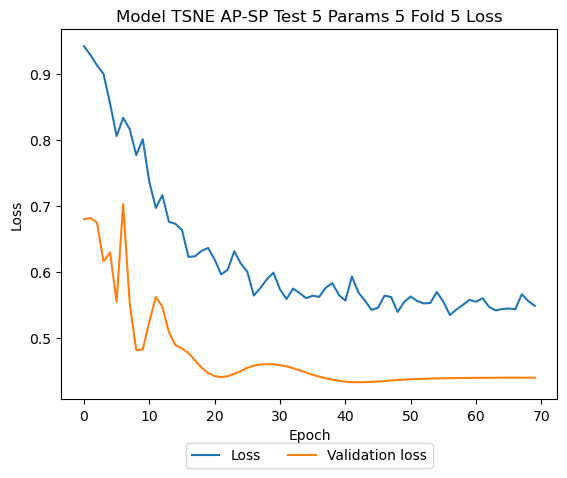 Model TSNE AP-SP Test 5 Params 5 Fold 5 Loss
0.9
0.8
0.7
0.6
0.5
Loss
0 10 20 30 40 50 60 70
Epoch
Loss Validation loss